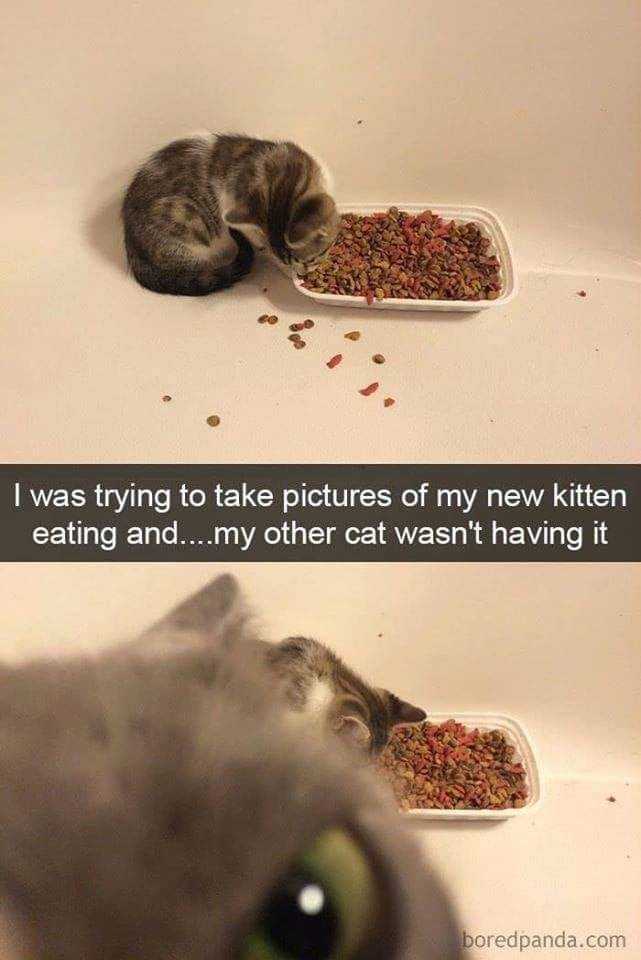 I was trying to take pictures of my new kitten
eating and....my other cat wasn't having it
boredpanda.com